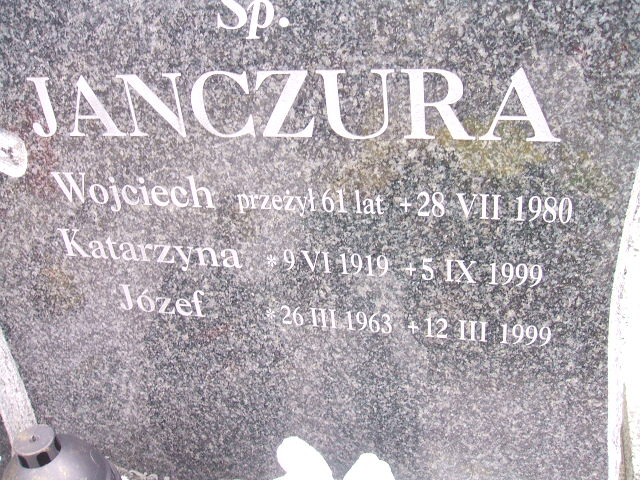 Śp.
JANCZURA
Wojciech przeżył 61 lat + 28 VII 1980
Katarzyna * 9 VI 1919 + 5 IX 1999
Józef * 26 III 1963 + 12 III 1999